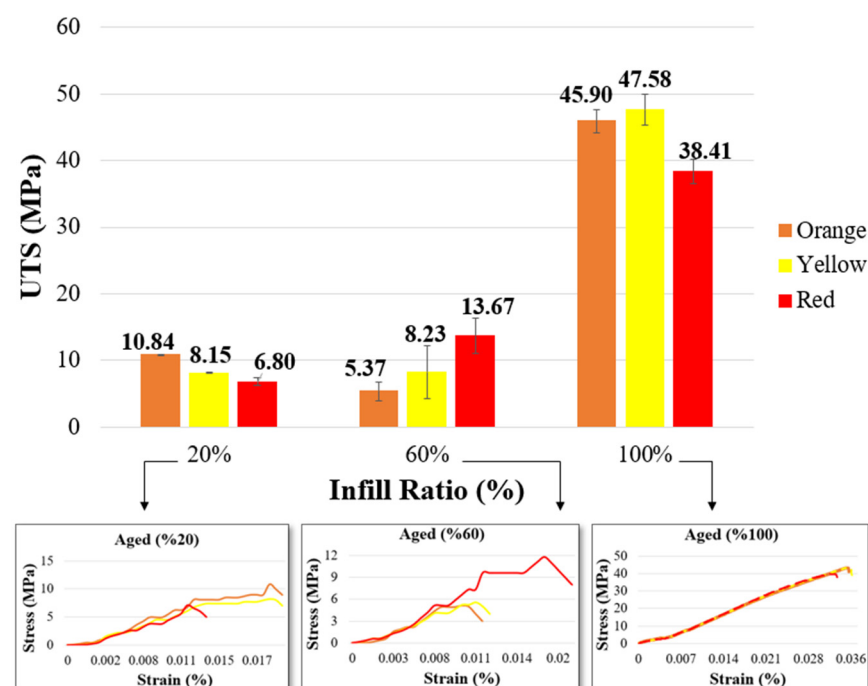 60
50
40
30
20
10
0
UTS (MPa)
10.84
8.15
6.80
5.37
8.23
13.67
45.90
47.58
38.41
Orange
Yellow
Red
20%
60%
100%
Infill Ratio (%)
Aged (%20)
Stress (MPa)
15
10
5
0
0 0.002 0.008 0.011 0.015 0.017
Strain (%)
Aged (%60)
Stress (MPa)
12
9
6
3
0
0 0.003 0.008 0.011 0.014 0.02
Strain (%)
Aged (%100)
Stress (MPa)
50
40
30
20
10
0
0 0.007 0.014 0.021 0.028 0.036
Strain (%)